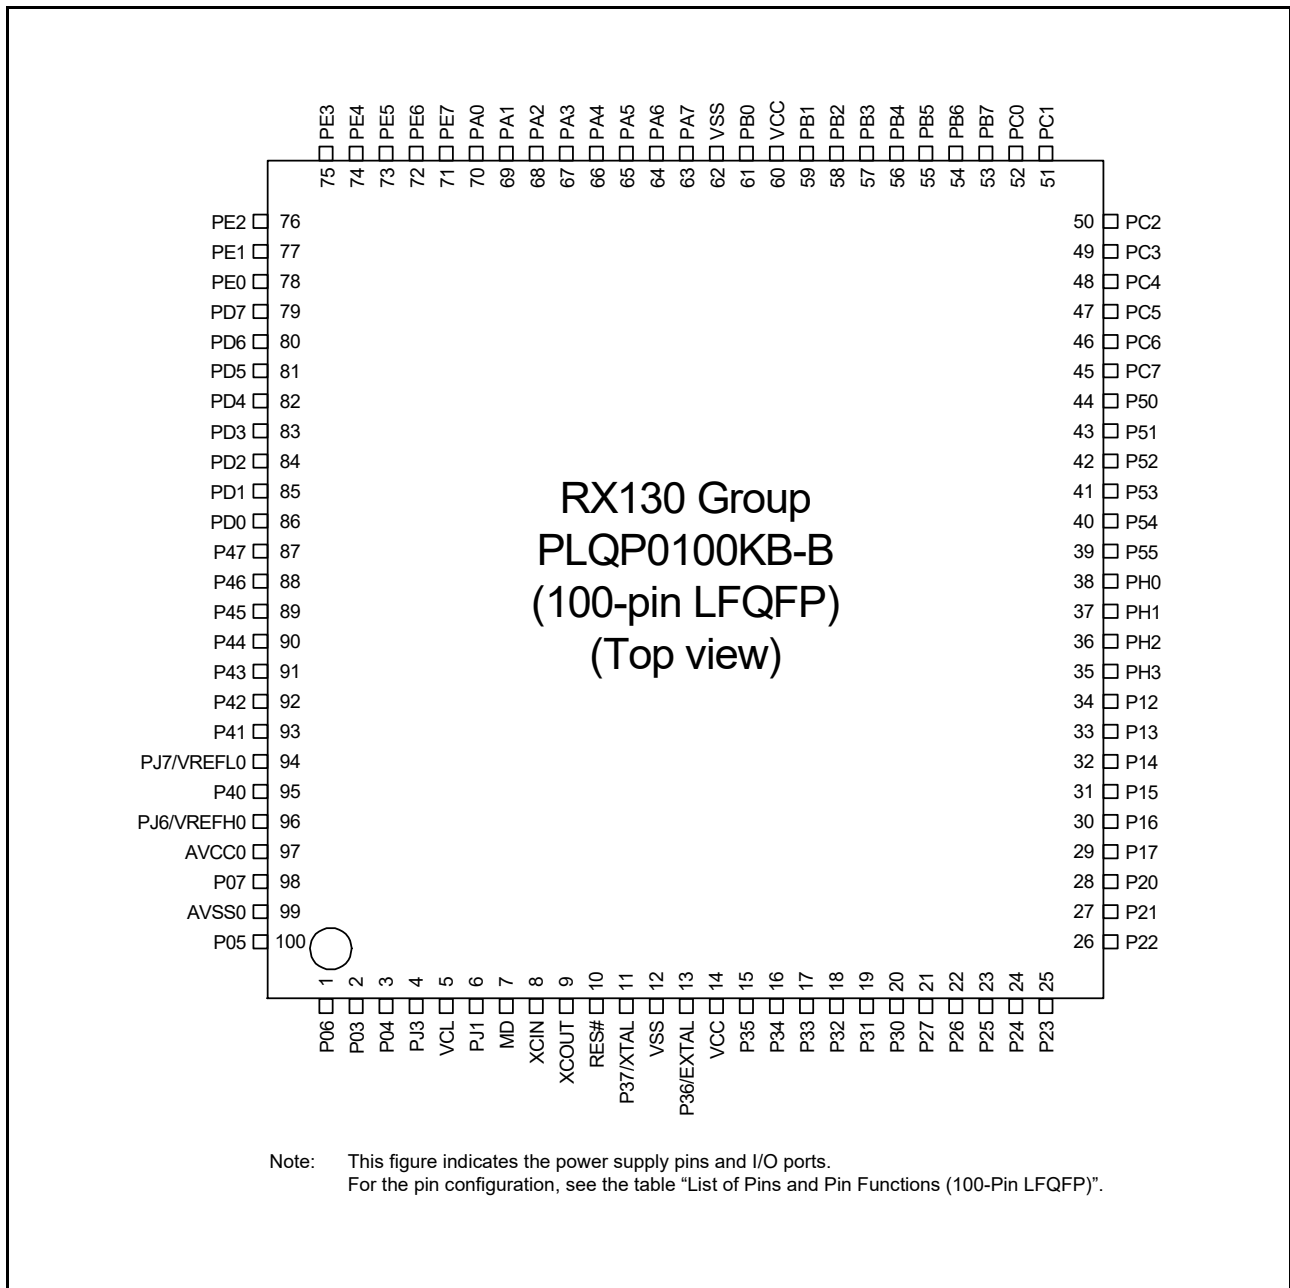 PE3 PE4 PE5 PE6 PE7 PA0 PA1 PA2 PA3 PA4 PA5 PA6 PA7 VSS PB0 VCC PB1 PB2 PB3 PB4 PB5 PB6 PB7 PC0 PC1
75 74 73 72 71 70 69 68 67 66 65 64 63 62 61 60 59 58 57 56 55 54 53 52 51
PE2 76
PE1 77
PE0 78
PD7 79
PD6 80
PD5 81
PD4 82
PD3 83
PD2 84
PD1 85
PD0 86
P47 87
P46 88
P45 89
P44 90
P43 91
P42 92
P41 93
PJ7/VREFL0 94
P40 95
PJ6/VREFH0 96
AVCC0 97
P07 98
AVSS0 99
P05 100
RX130 Group
PLQP0100KB-B
(100-pin LFQFP)
(Top view)
50 PC2
49 PC3
48 PC4
47 PC5
46 PC6
45 PC7
44 P50
43 P51
42 P52
41 P53
40 P54
39 P55
38 PH0
37 PH1
36 PH2
35 PH3
34 P12
33 P13
32 P14
31 P15
30 P16
29 P17
28 P20
27 P21
26 P22
1 2 3 4 5 6 7 8 9 10 11 12 13 14 15 16 17 18 19 20 21 22 23 24 25
P06 P03 P04 PJ3 VCL PJ1 MD XCIN XCOUT RES# P37/XTAL VSS P36/EXTAL VCC P35 P34 P33 P32 P31 P30 P27 P26 P25 P24 P23
Note: This figure indicates the power supply pins and I/O ports.
For the pin configuration, see the table “List of Pins and Pin Functions (100-Pin LFQFP)”.